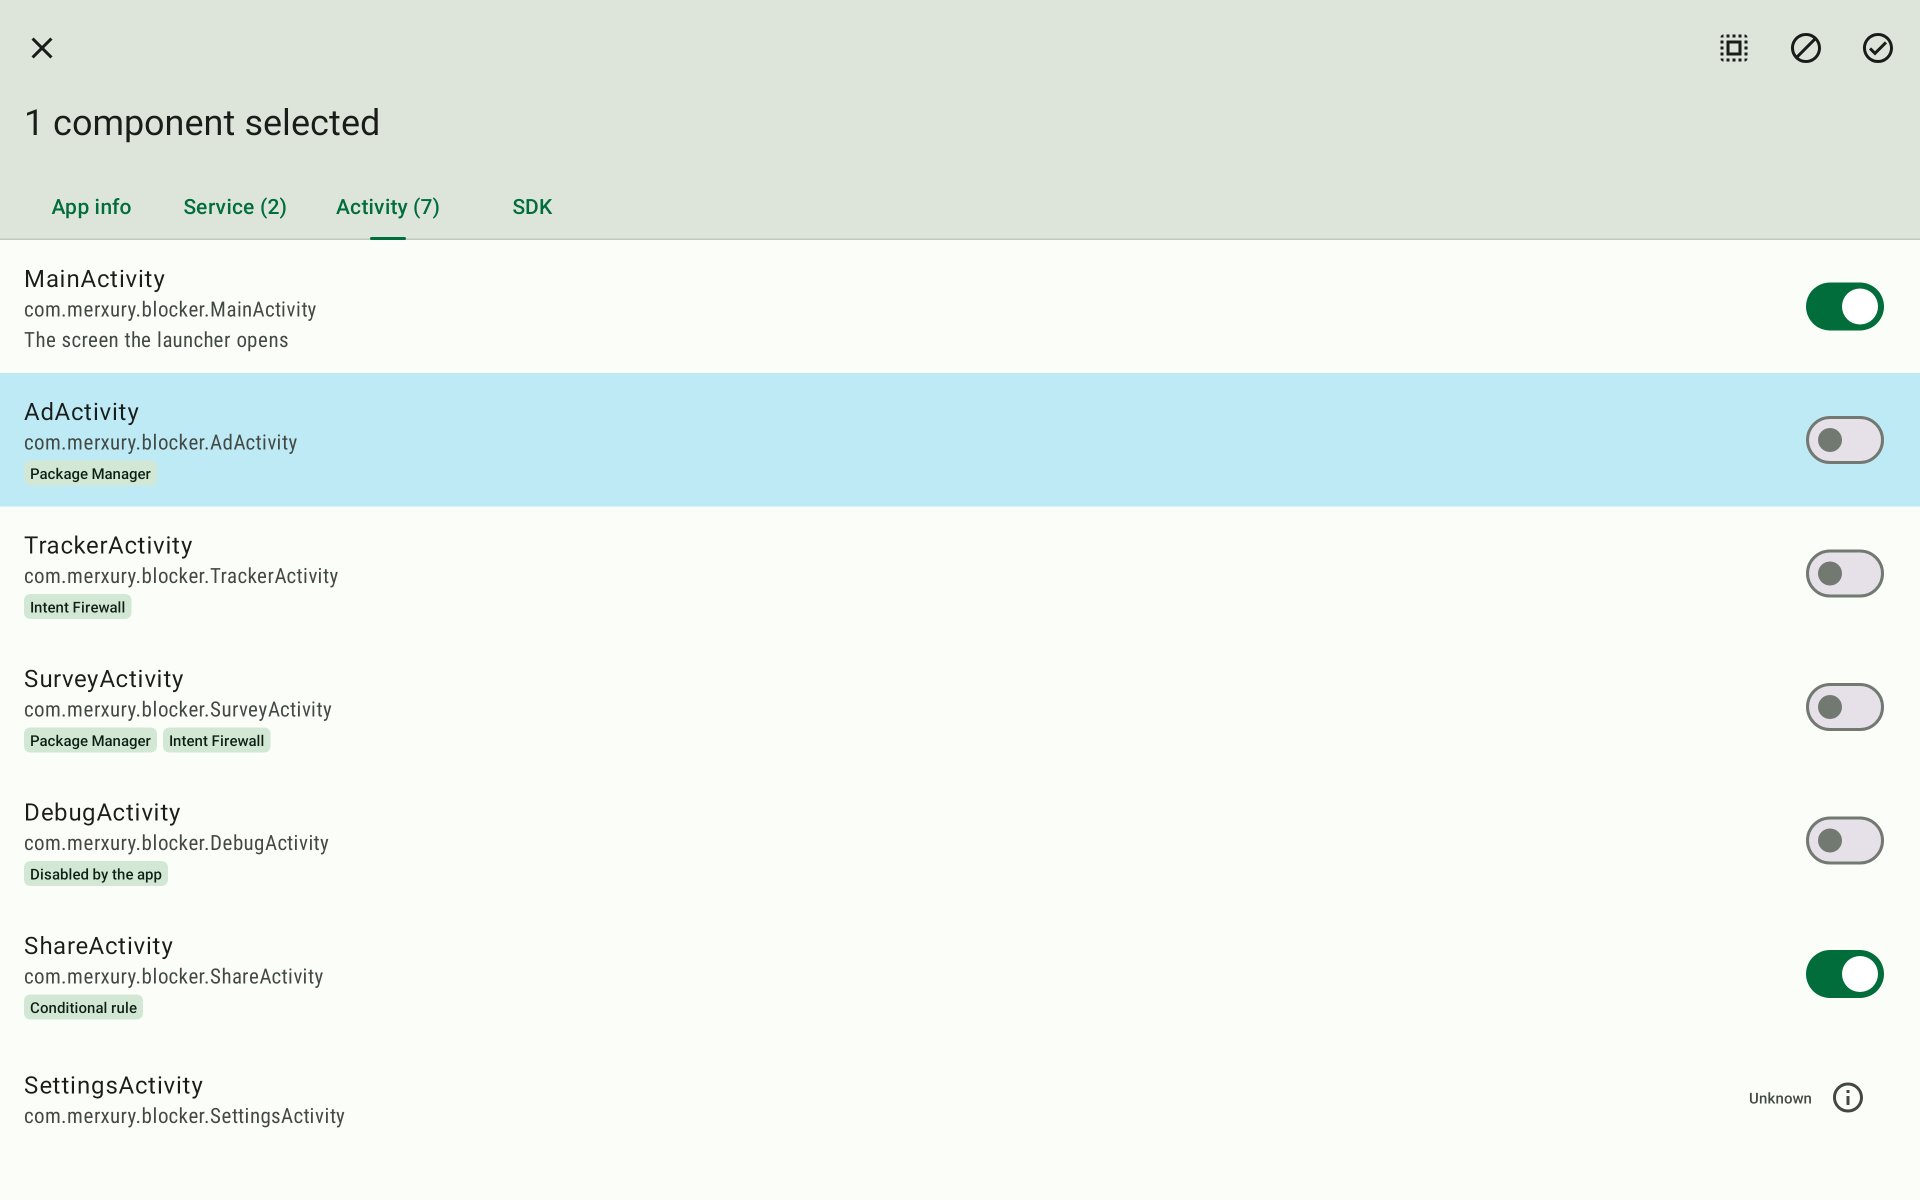 1 component selected
App info
Service (2)
Activity (7)
SDK
MainActivity
com.merxury.blocker.MainActivity
The screen the launcher opens
AdActivity
com.merxury.blocker.AdActivity
Package Manager
TrackerActivity
com.merxury.blocker.TrackerActivity
Intent Firewall
SurveyActivity
com.merxury.blocker.SurveyActivity
Package Manager Intent Firewall
DebugActivity
com.merxury.blocker.DebugActivity
Disabled by the app
ShareActivity
com.merxury.blocker.ShareActivity
Conditional rule
SettingsActivity
com.merxury.blocker.SettingsActivity
Unknown